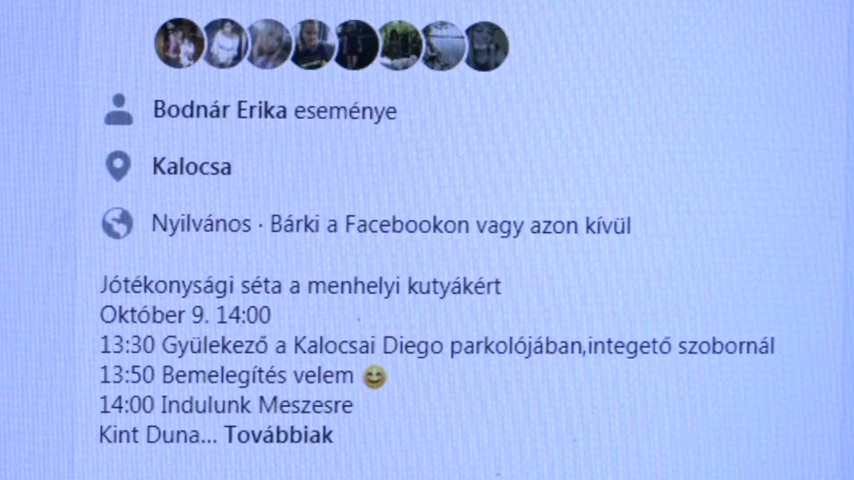 Bodnár Erika eseménye
Kalocsa
Nyilvános · Bárki a Facebookon vagy azon kívül
Jótékonysági séta a menhelyi kutyákért
Október 9. 14:00
13:30 Gyülekező a Kalocsai Diego parkolójában,integető szobornál
13:50 Bemelegítés velem 😄
14:00 Indulunk Meszesre
Kint Duna... Továbbiak